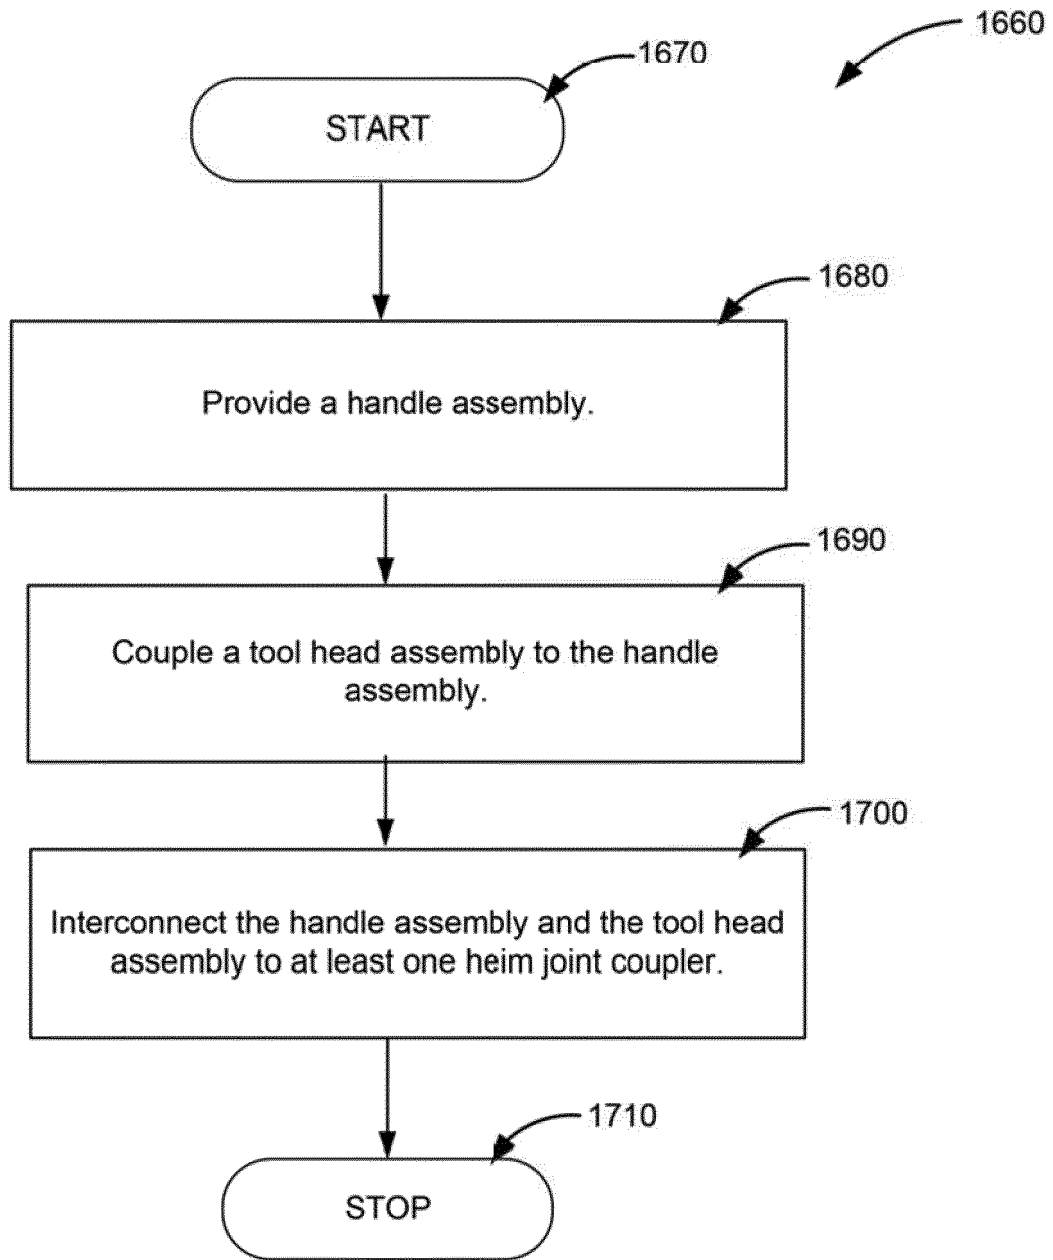 1660
1670
START
1680
Provide a handle assembly.
1690
Couple a tool head assembly to the handle
assembly.
1700
Interconnect the handle assembly and the tool head
assembly to at least one heim joint coupler.
1710
STOP